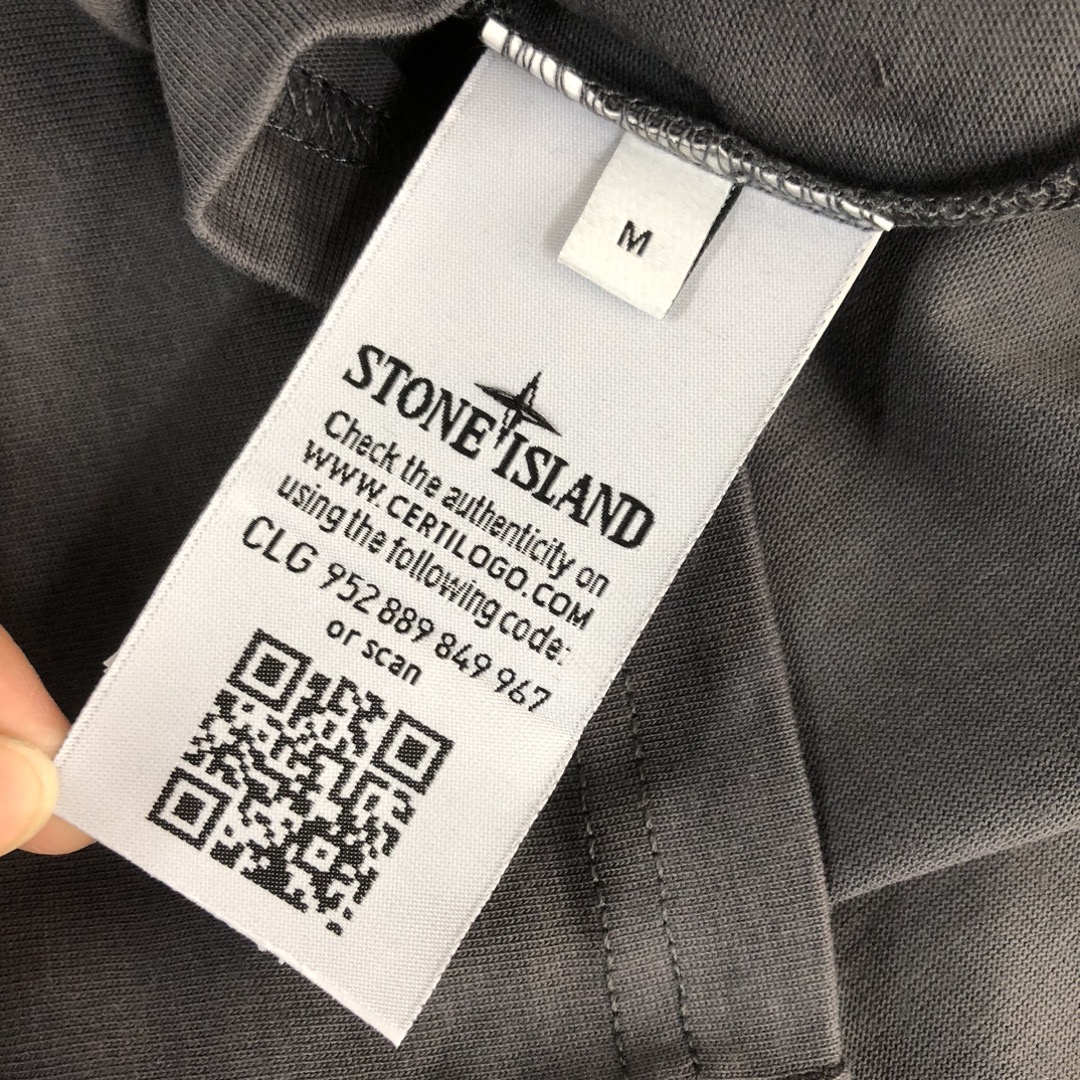 M
STONE ISLAND
Check the authenticity on
WWW.CERTILOGO.COM
using the following code:
CLG 952 889 849 967
or scan